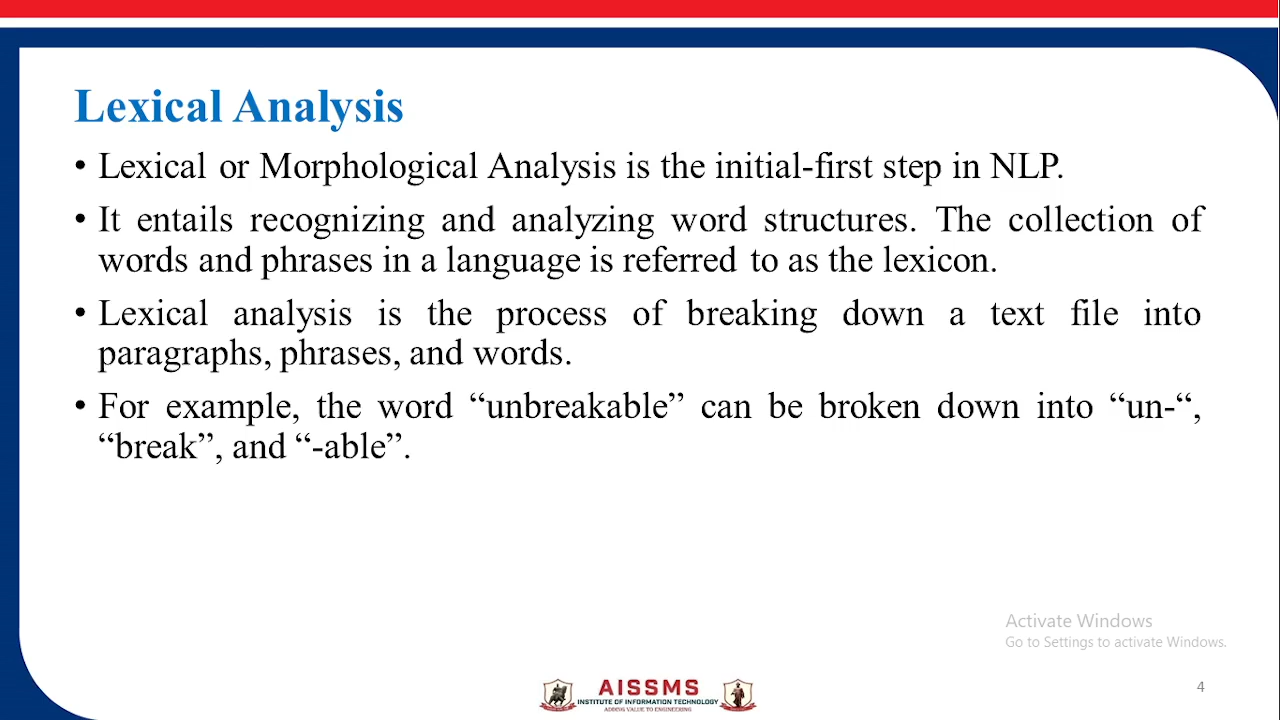 Lexical Analysis
• Lexical or Morphological Analysis is the initial-first step in NLP.
• It entails recognizing and analyzing word structures. The collection of
words and phrases in a language is referred to as the lexicon.
• Lexical analysis is the process of breaking down a text file into
paragraphs, phrases, and words.
• For example, the word “unbreakable” can be broken down into “un-“,
“break”, and “-able”.
Activate Windows
Go to Settings to activate Windows.
AISSMS
INSTITUTE OF INFORMATION TECHNOLOGY
ADDING VALUE TO ENGINEERING
4